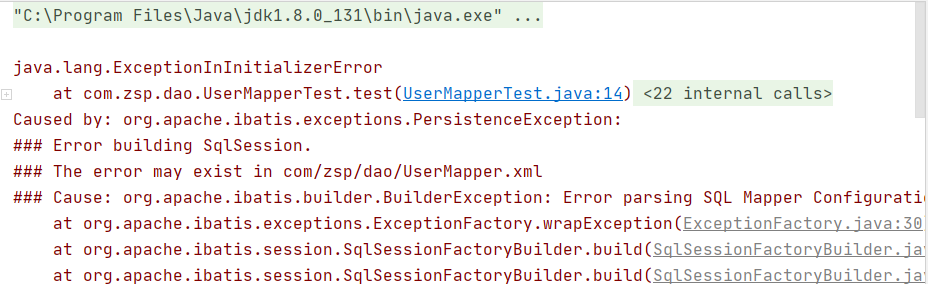 "C:\Program Files\Java\jdk1.8.0_131\bin\java.exe" ...
java.lang.ExceptionInInitializerError
at com.zsp.dao.UserMapperTest.test(UserMapperTest.java:14) <22 internal calls>
Caused by: org.apache.ibatis.exceptions.PersistenceException:
### Error building SqlSession.
### The error may exist in com/zsp/dao/UserMapper.xml
### Cause: org.apache.ibatis.builder.BuilderException: Error parsing SQL Mapper Configurati
at org.apache.ibatis.exceptions.ExceptionFactory.wrapException(ExceptionFactory.java:30
at org.apache.ibatis.session.SqlSessionFactoryBuilder.build(SqlSessionFactoryBuilder.ja
at org.apache.ibatis.session.SqlSessionFactoryBuilder.build(SqlSessionFactoryBuilder.ja